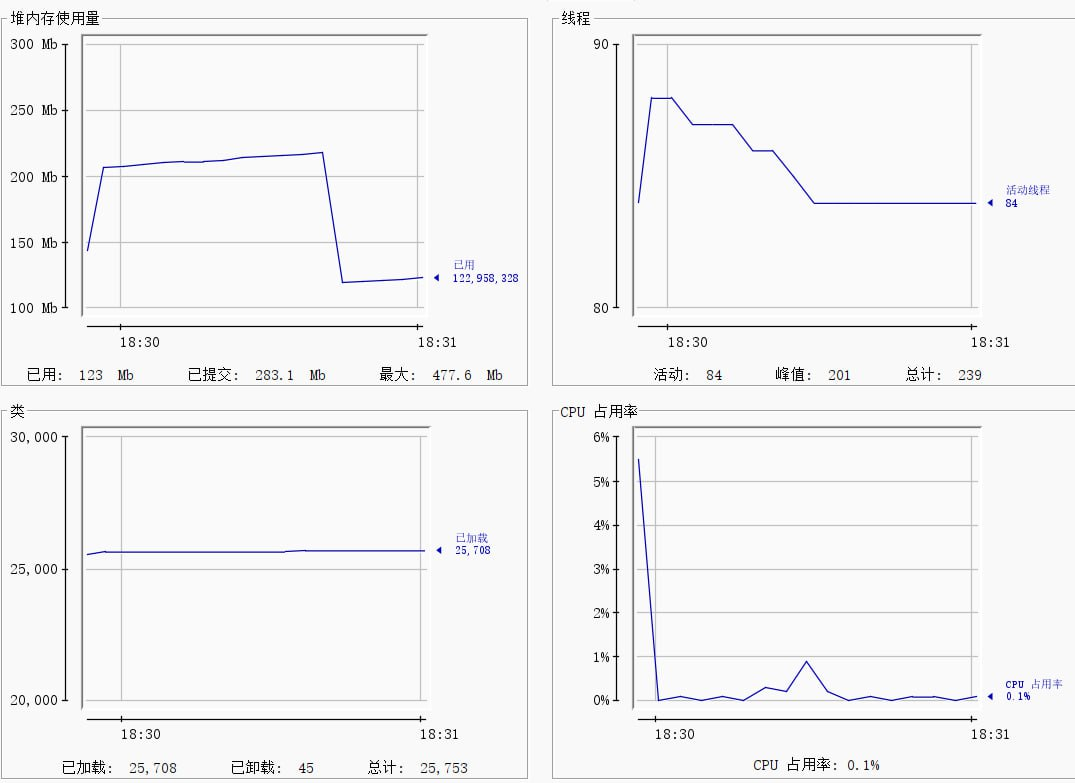 堆内存使用量
300 Mb
250 Mb
200 Mb
150 Mb
100 Mb
18:30
18:31
已用
122,958,328
已用: 123 Mb
已提交: 283.1 Mb
最大: 477.6 Mb
线程
90
80
18:30
18:31
活动线程
84
活动: 84
峰值: 201
总计: 239
类
30,000
25,000
20,000
18:30
18:31
已加载
25,708
已加载: 25,708
已卸载: 45
总计: 25,753
CPU 占用率
6%
5%
4%
3%
2%
1%
0%
18:30
18:31
CPU 占用率
0.1%
CPU 占用率: 0.1%